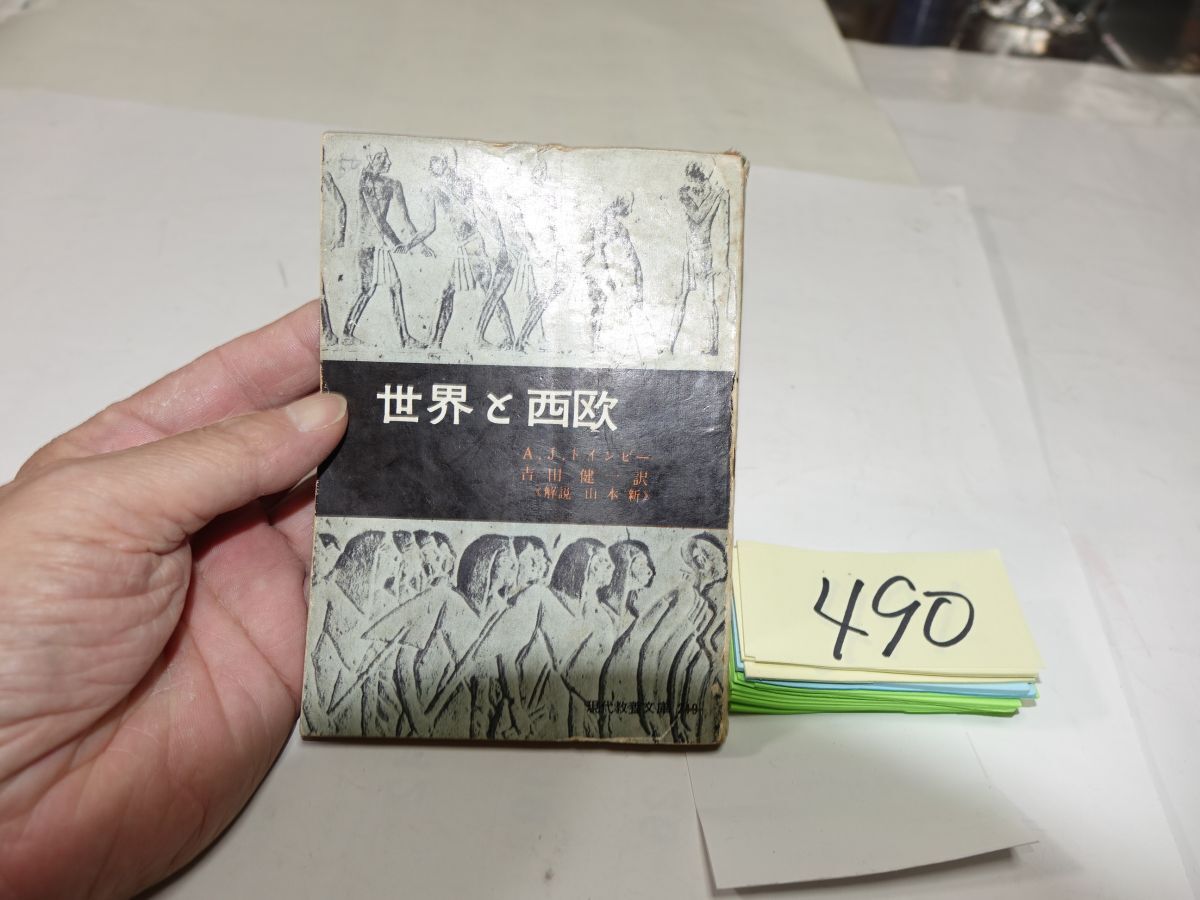 世界と西欧
A.J.トインビー
吉田健一訳
《解説 山本新》
現代教養文庫
490